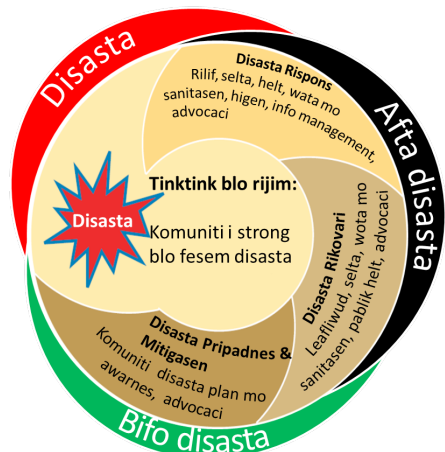 Disasta
Disasta Rispons
Rilif, selta, helt, wata mo
sanitasen, higen, info management,
advocaci
Afta disasta
Disasta
Tinktink blo rijim:
Komuniti i strong
blo fesem disasta
Disasta Rikovari
Leafliwud, selta, wota mo
sanitasen, pablik helt, advocaci
Disasta Pripadnes &
Mitigasen
Komuniti disasta plan mo
awarnes, advocaci
Bifo disasta